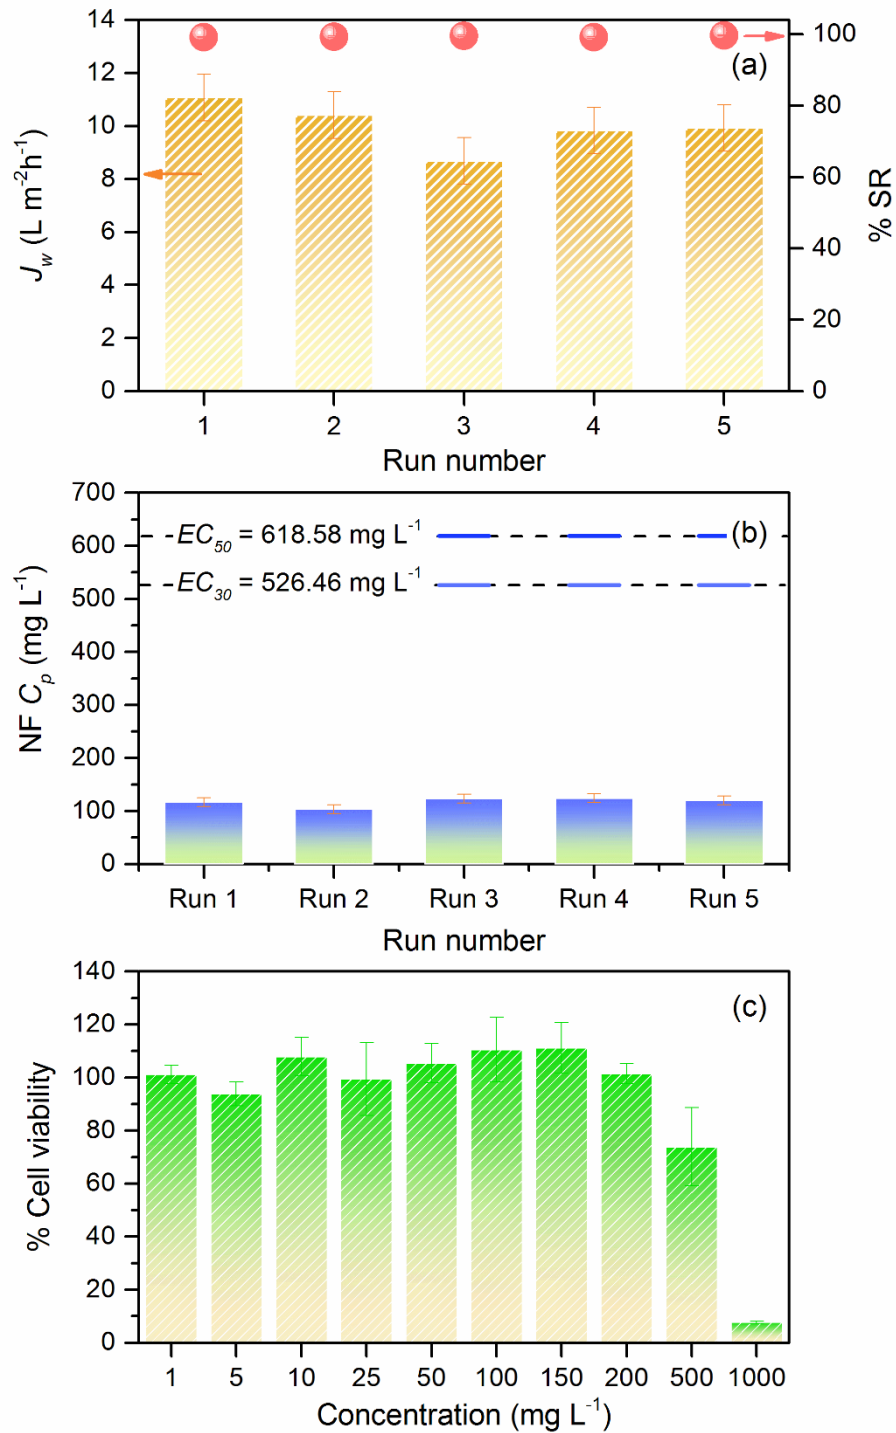 14
12
10
8
6
4
2
0
J_w (L m⁻²h⁻¹)
100
80
60
40
20
0
% SR
(a)
1 2 3 4 5
Run number
700
600
500
400
300
200
100
0
NF C_p (mg L⁻¹)
EC₅₀ = 618.58 mg L⁻¹
(b)
EC₃₀ = 526.46 mg L⁻¹
Run 1 Run 2 Run 3 Run 4 Run 5
Run number
140
120
100
80
60
40
20
0
% Cell viability
(c)
1 5 10 25 50 100 150 200 500 1000
Concentration (mg L⁻¹)